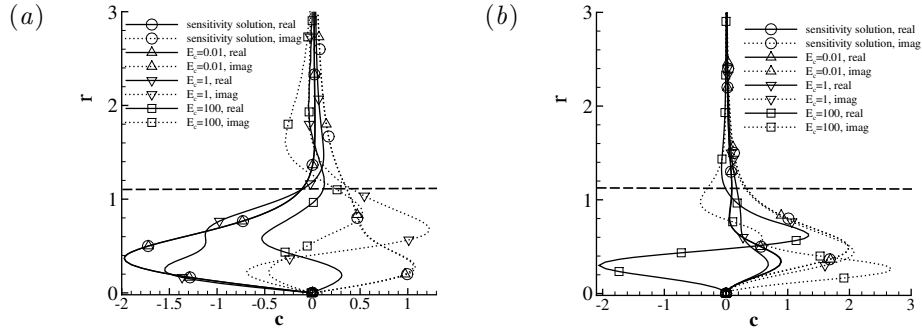 (a)
3
2
1
0
r
-2
-1.5
-1
-0.5
0
0.5
1
c
sensitivity solution, real
sensitivity solution, imag
E_c=0.01, real
E_c=0.01, imag
E_c=1, real
E_c=1, imag
E_c=100, real
E_c=100, imag
(b)
3
2
1
0
r
-2
-1
0
1
2
3
c
sensitivity solution, real
sensitivity solution, imag
E_c=0.01, real
E_c=0.01, imag
E_c=1, real
E_c=1, imag
E_c=100, real
E_c=100, imag